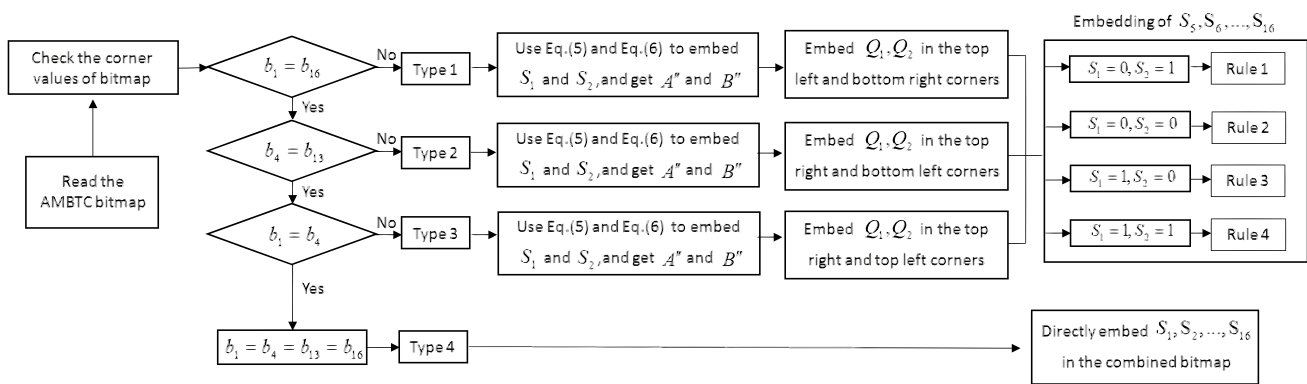 Embedding of S₅,S₆,...,S₁₆
Check the corner
values of bitmap
b₁ = b₁₆
No
Type 1
Use Eq.(5) and Eq.(6) to embed
S₁ and S₂,and get A″ and B″
Embed Q₁,Q₂ in the top
left and bottom right corners
S₁ = 0,S₂ = 1
Rule 1
Yes
b₄ = b₁₃
No
Type 2
Use Eq.(5) and Eq.(6) to embed
S₁ and S₂,and get A″ and B″
Embed Q₁,Q₂ in the top
right and bottom left corners
S₁ = 0,S₂ = 0
Rule 2
Read the
AMBTC bitmap
Yes
S₁ = 1,S₂ = 0
Rule 3
b₁ = b₄
No
Type 3
Use Eq.(5) and Eq.(6) to embed
S₁ and S₂,and get A″ and B″
Embed Q₁,Q₂ in the top
right and top left corners
S₁ = 1,S₂ = 1
Rule 4
Yes
b₁ = b₄ = b₁₃ = b₁₆
Type 4
Directly embed S₁,S₂,...,S₁₆
in the combined bitmap